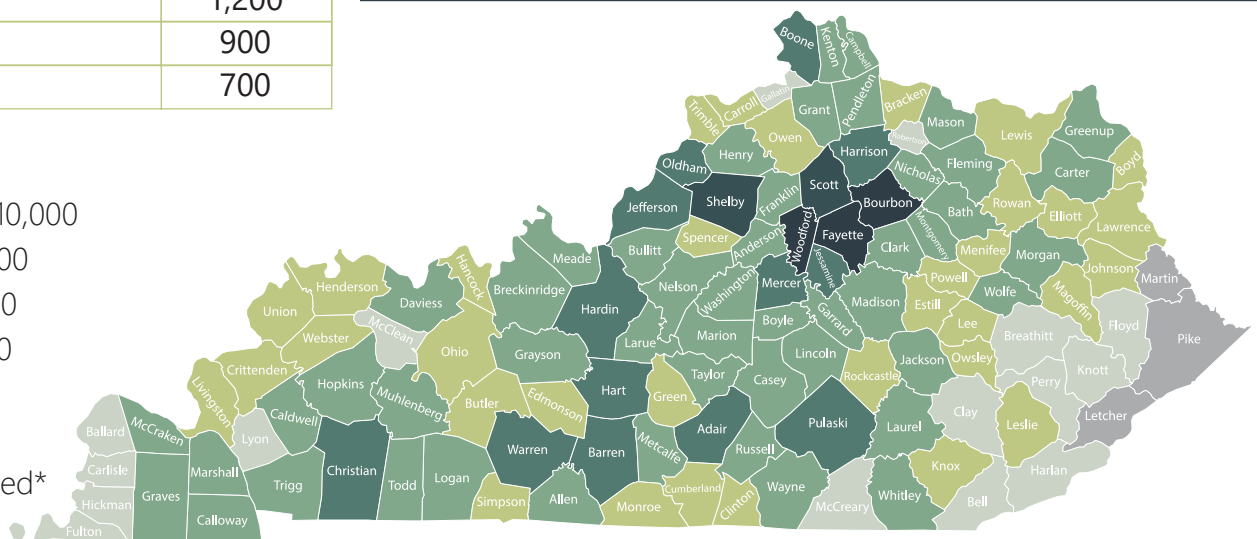 1,200
900
700
10,000
00
0
0
ed*
Boone
Kenton
Campbell
Gallatin
Grant
Pendleton
Trimble
Carroll
Owen
Bracken
Robertson
Mason
Lewis
Greenup
Boyd
Oldham
Henry
Harrison
Nicholas
Fleming
Carter
Jefferson
Shelby
Franklin
Scott
Bourbon
Bath
Rowan
Elliott
Lawrence
Bullitt
Spencer
Anderson
Woodford
Fayette
Clark
Montgomery
Menifee
Morgan
Johnson
Martin
Meade
Hancock
Breckinridge
Nelson
Washington
Mercer
Jessamine
Madison
Powell
Estill
Wolfe
Magoffin
Floyd
Pike
Henderson
Union
Daviess
McClean
Webster
Ohio
Hardin
Larue
Marion
Boyle
Garrard
Lincoln
Lee
Breathitt
Owsley
Knott
Perry
Crittenden
Livingston
Hopkins
Muhlenberg
Grayson
Butler
Edmonson
Hart
Green
Taylor
Casey
Rockcastle
Jackson
Clay
Leslie
Letcher
Ballard
McCraken
Lyon
Caldwell
Carlisle
Marshall
Christian
Warren
Barren
Metcalfe
Adair
Russell
Pulaski
Laurel
Knox
Harlan
Hickman
Graves
Trigg
Todd
Logan
Simpson
Allen
Monroe
Cumberland
Clinton
Wayne
McCreary
Whitley
Bell
Fulton
Calloway